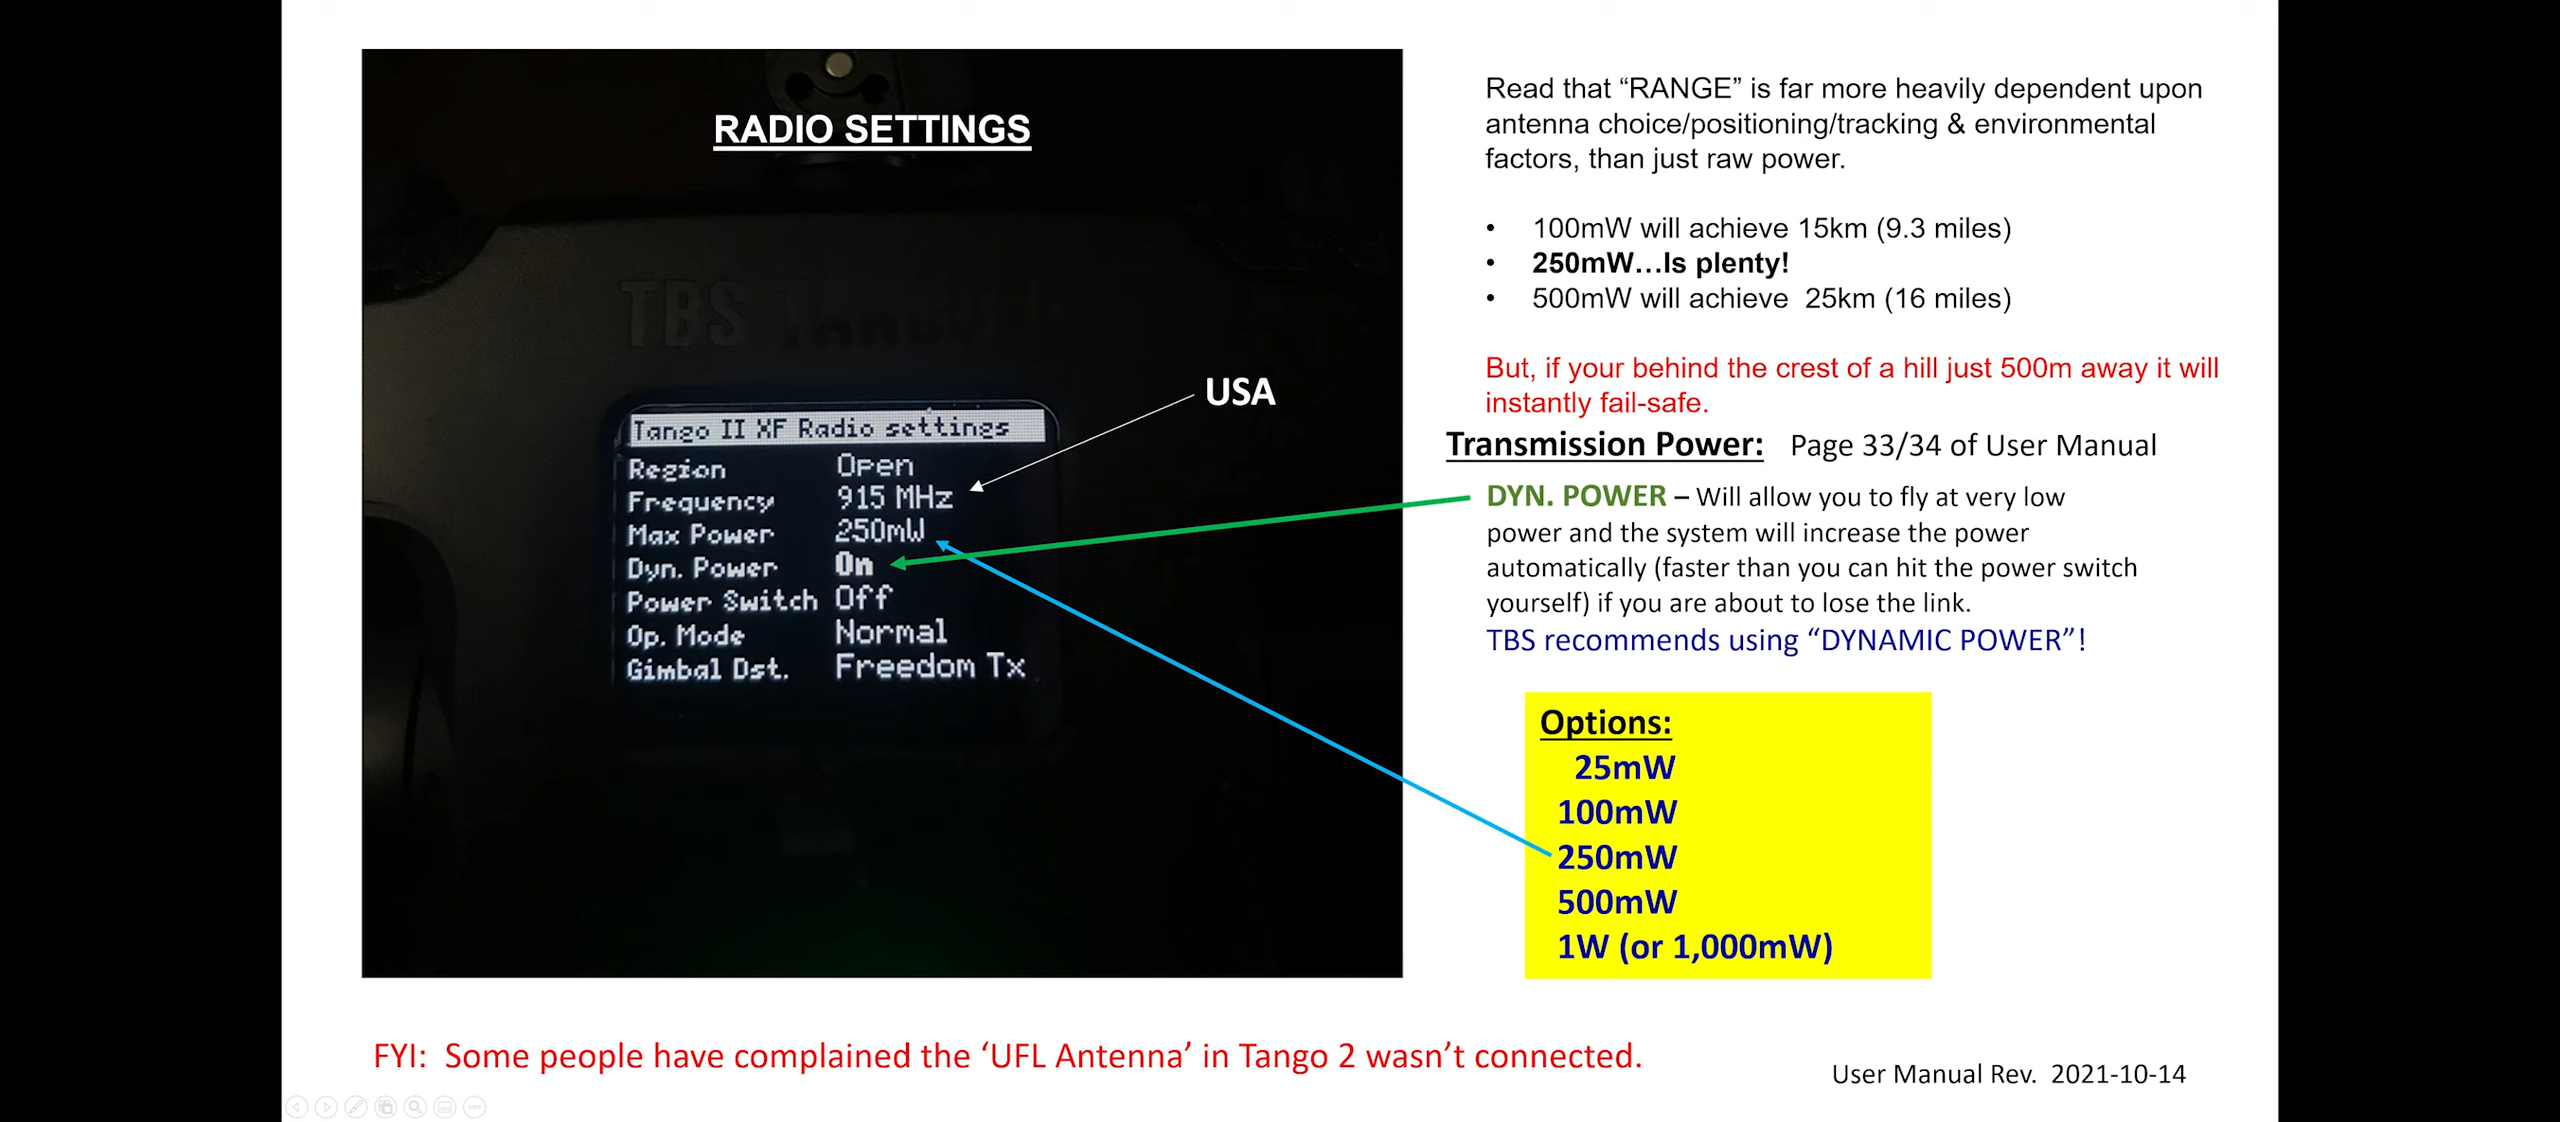 RADIO SETTINGS
TBS TANGO
USA
Tango II XF Radio settings
Region Open
Frequency 915 MHz
Max Power 250mW
Dyn. Power On
Power Switch Off
Op. Mode Normal
Gimbal Dst. Freedom Tx
Read that “RANGE” is far more heavily dependent upon
antenna choice/positioning/tracking & environmental
factors, than just raw power.
• 100mW will achieve 15km (9.3 miles)
• 250mW…Is plenty!
• 500mW will achieve 25km (16 miles)
But, if your behind the crest of a hill just 500m away it will
instantly fail-safe.
Transmission Power: Page 33/34 of User Manual
DYN. POWER – Will allow you to fly at very low
power and the system will increase the power
automatically (faster than you can hit the power switch
yourself) if you are about to lose the link.
TBS recommends using “DYNAMIC POWER”!
Options:
25mW
100mW
250mW
500mW
1W (or 1,000mW)
FYI: Some people have complained the ‘UFL Antenna’ in Tango 2 wasn’t connected.
User Manual Rev. 2021-10-14